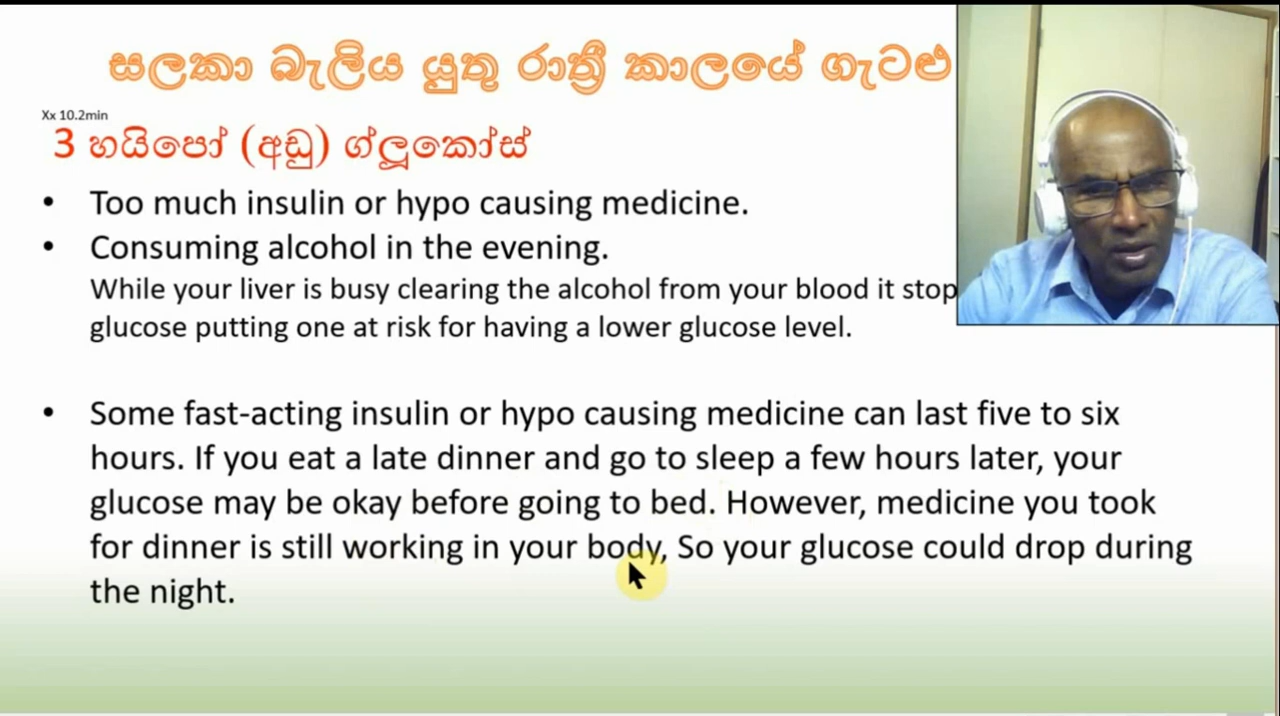 සලකා බැලිය යුතු රාත්‍රී කාලයේ ගැටළු
Xx 10.2min
3 හයිපෝ (අඩු) ග්ලූකෝස්
• Too much insulin or hypo causing medicine.
• Consuming alcohol in the evening.
While your liver is busy clearing the alcohol from your blood it stop
glucose putting one at risk for having a lower glucose level.
• Some fast-acting insulin or hypo causing medicine can last five to six
hours. If you eat a late dinner and go to sleep a few hours later, your
glucose may be okay before going to bed. However, medicine you took
for dinner is still working in your body, So your glucose could drop during
the night.